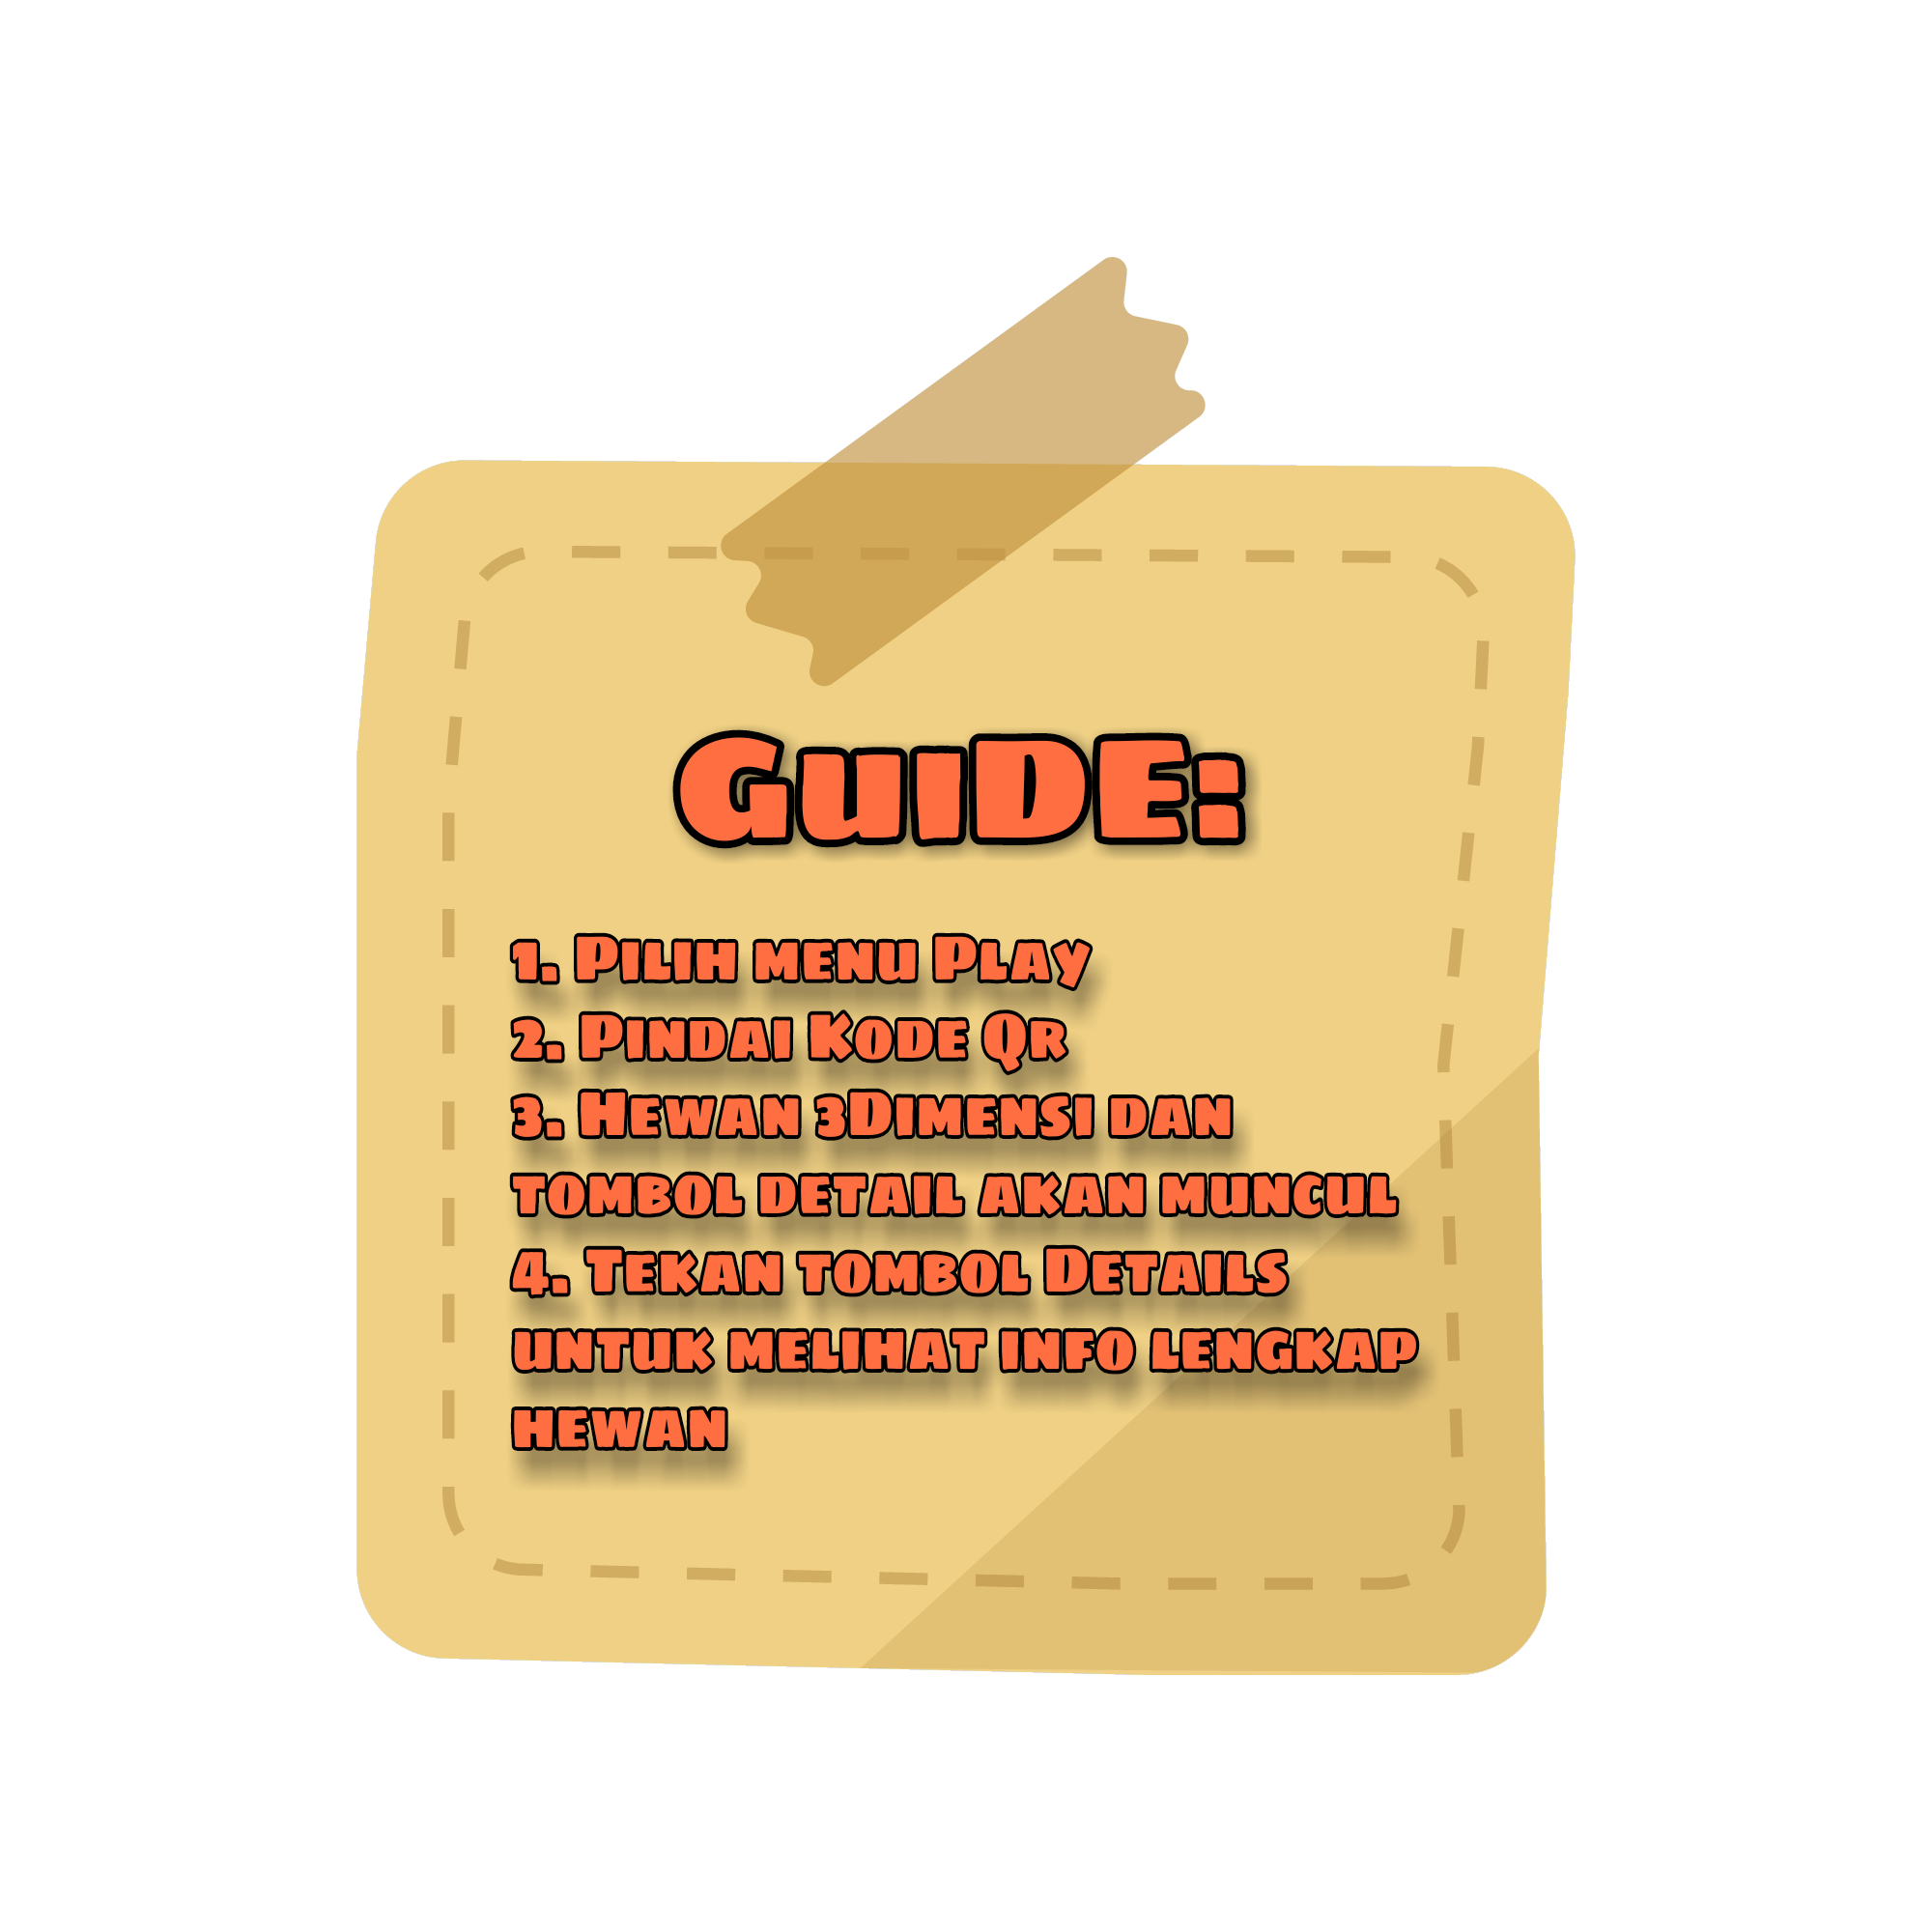 Guide:
1. Pilih menu Play
2. Pindai Kode Qr
3. Hewan 3Dimensi dan
tombol detail akan muncul
4. Tekan tombol Details
untuk melihat info lengkap
hewan